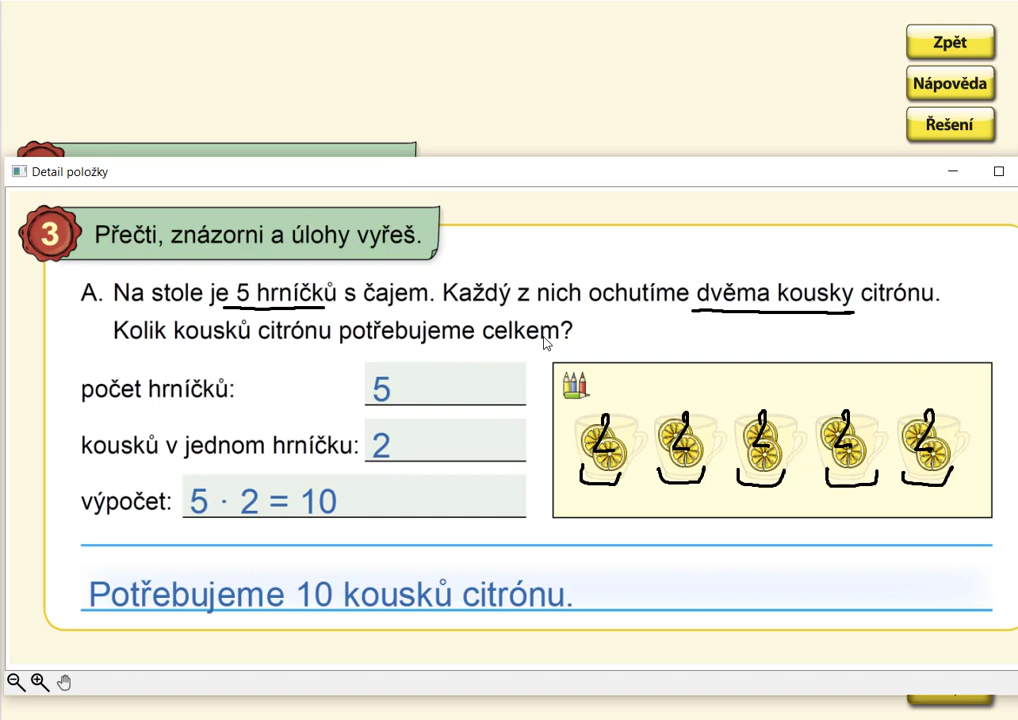 Zpět
Nápověda
Řešení
Detail položky
3 Přečti, znázorni a úlohy vyřeš.
A. Na stole je 5 hrníčků s čajem. Každý z nich ochutíme dvěma kousky citrónu.
Kolik kousků citrónu potřebujeme celkem?
počet hrníčků: 5
kousků v jednom hrníčku: 2
výpočet: 5 · 2 = 10
2 2 2 2 2
Potřebujeme 10 kousků citrónu.